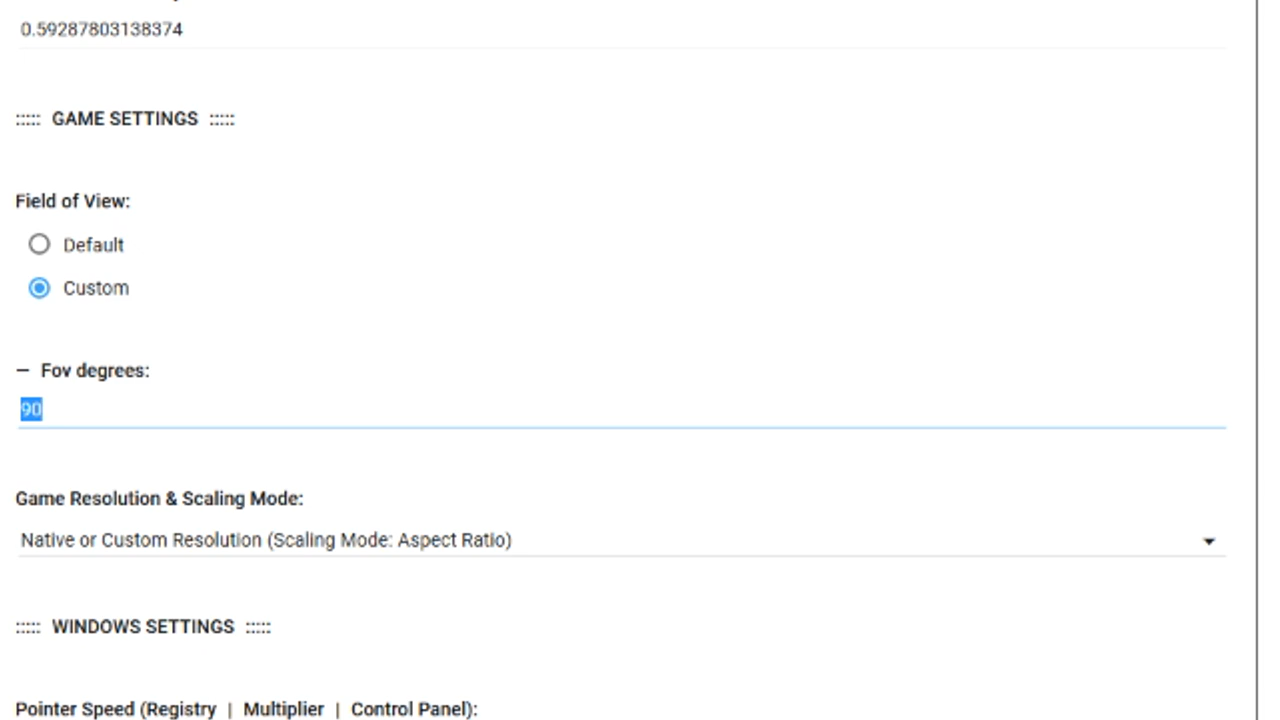 0.59287803138374
::::: GAME SETTINGS :::::
Field of View:
Default
Custom
— Fov degrees:
90
Game Resolution & Scaling Mode:
Native or Custom Resolution (Scaling Mode: Aspect Ratio)
::::: WINDOWS SETTINGS :::::
Pointer Speed (Registry | Multiplier | Control Panel):